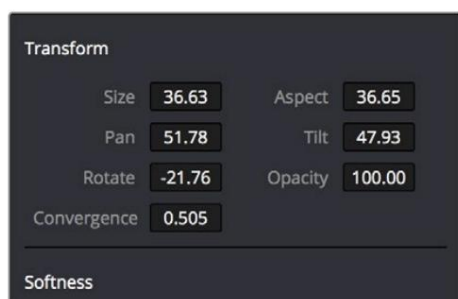 Transform
Size 36.63 Aspect 36.65
Pan 51.78 Tilt 47.93
Rotate -21.76 Opacity 100.00
Convergence 0.505
Softness